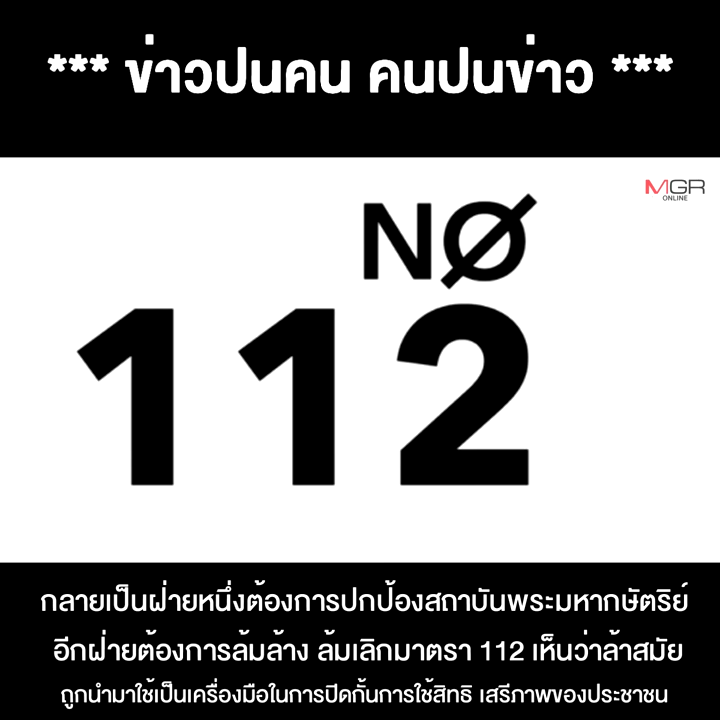 *** ข่าวปนคน คนปนข่าว ***
MGR
ONLINE
NØ
112
กลายเป็นฝ่ายหนึ่งต้องการปกป้องสถาบันพระมหากษัตริย์
อีกฝ่ายต้องการล้มล้าง ล้มเลิกมาตรา 112 เห็นว่าล้าสมัย
ถูกนำมาใช้เป็นเครื่องมือในการปิดกั้นการใช้สิทธิ เสรีภาพของประชาชน